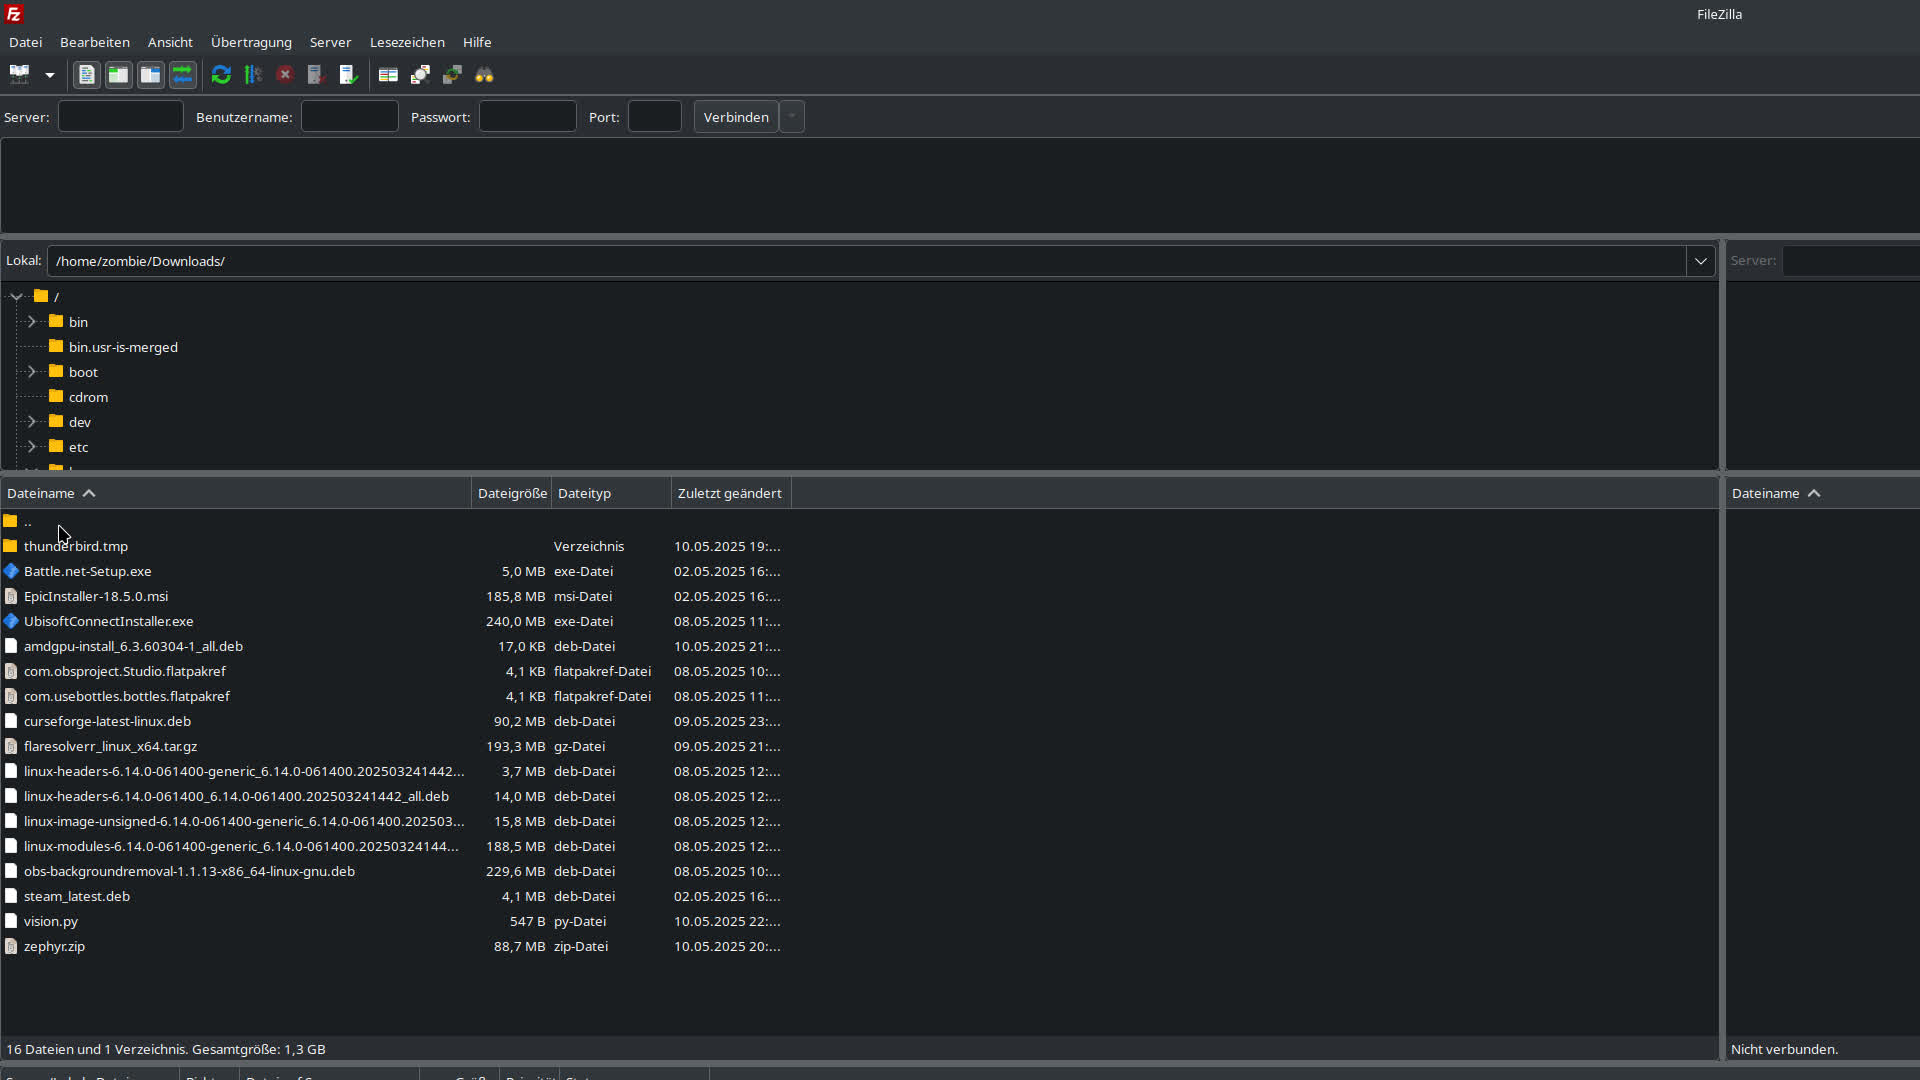 FileZilla
Datei Bearbeiten Ansicht Übertragung Server Lesezeichen Hilfe
Server: Benutzername: Passwort: Port: Verbinden
Lokal: /home/zombie/Downloads/ Server:
/
bin
bin.usr-is-merged
boot
cdrom
dev
etc
Dateiname Dateigröße Dateityp Zuletzt geändert Dateiname
..
thunderbird.tmp Verzeichnis 10.05.2025 19:...
Battle.net-Setup.exe 5,0 MB exe-Datei 02.05.2025 16:...
EpicInstaller-18.5.0.msi 185,8 MB msi-Datei 02.05.2025 16:...
UbisoftConnectInstaller.exe 240,0 MB exe-Datei 08.05.2025 11:...
amdgpu-install_6.3.60304-1_all.deb 17,0 KB deb-Datei 10.05.2025 21:...
com.obsproject.Studio.flatpakref 4,1 KB flatpakref-Datei 08.05.2025 10:...
com.usebottles.bottles.flatpakref 4,1 KB flatpakref-Datei 08.05.2025 11:...
curseforge-latest-linux.deb 90,2 MB deb-Datei 09.05.2025 23:...
flaresolverr_linux_x64.tar.gz 193,3 MB gz-Datei 09.05.2025 21:...
linux-headers-6.14.0-061400-generic_6.14.0-061400.202503241442... 3,7 MB deb-Datei 08.05.2025 12:...
linux-headers-6.14.0-061400_6.14.0-061400.202503241442_all.deb 14,0 MB deb-Datei 08.05.2025 12:...
linux-image-unsigned-6.14.0-061400-generic_6.14.0-061400.202503... 15,8 MB deb-Datei 08.05.2025 12:...
linux-modules-6.14.0-061400-generic_6.14.0-061400.20250324144... 188,5 MB deb-Datei 08.05.2025 12:...
obs-backgroundremoval-1.1.13-x86_64-linux-gnu.deb 229,6 MB deb-Datei 08.05.2025 10:...
steam_latest.deb 4,1 MB deb-Datei 02.05.2025 16:...
vision.py 547 B py-Datei 10.05.2025 22:...
zephyr.zip 88,7 MB zip-Datei 10.05.2025 20:...
16 Dateien und 1 Verzeichnis. Gesamtgröße: 1,3 GB Nicht verbunden.